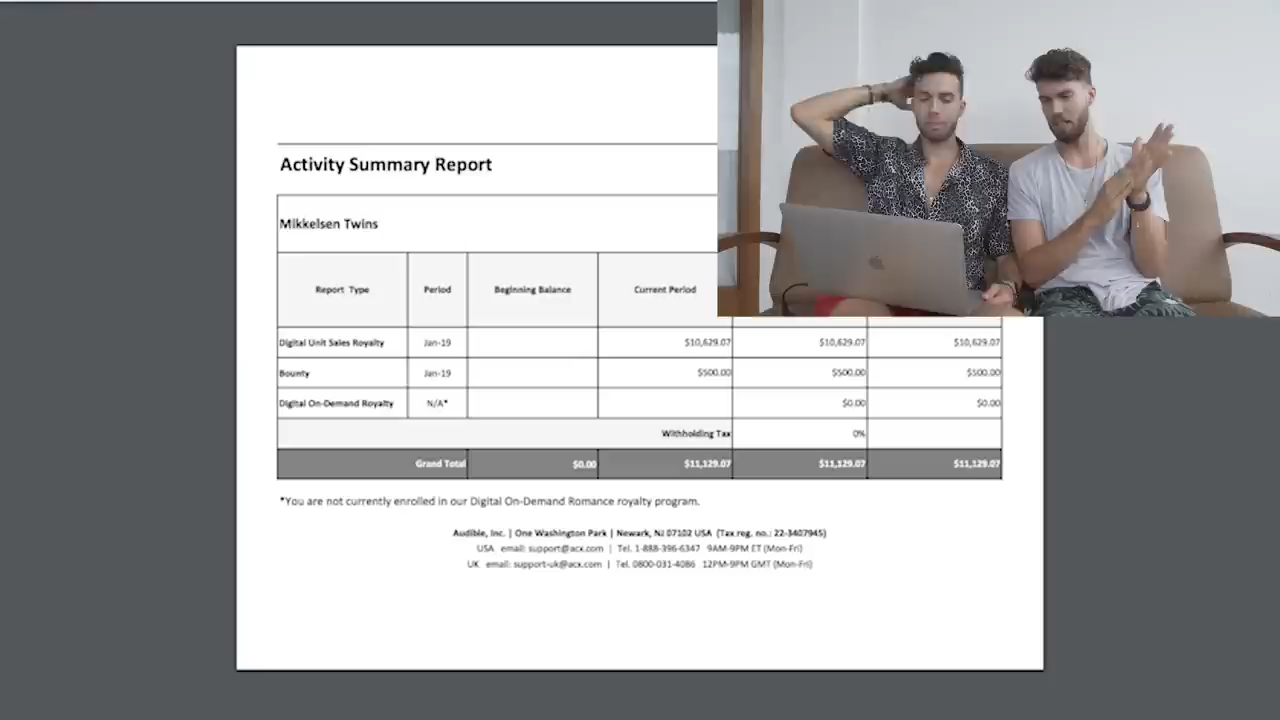 Activity Summary Report
Mikkelsen Twins
Report Type Period Beginning Balance Current Period
Digital Unit Sales Royalty Jan-19 $10,629.07 $10,629.07 $10,629.07
Bounty Jan-19 $500.00 $500.00 $500.00
Digital On-Demand Royalty N/A* $0.00 $0.00
Withholding Tax 0%
Grand Total $0.00 $11,129.07 $11,129.07 $11,129.07
*You are not currently enrolled in our Digital On-Demand Romance royalty program.
Audible, Inc. | One Washington Park | Newark, NJ 07102 USA (Tax reg. no.: 22-3407945)
USA email: support@acx.com | Tel. 1-888-396-6347 9AM-9PM ET (Mon-Fri)
UK email: support-uk@acx.com | Tel. 0800-031-4086 12PM-9PM GMT (Mon-Fri)